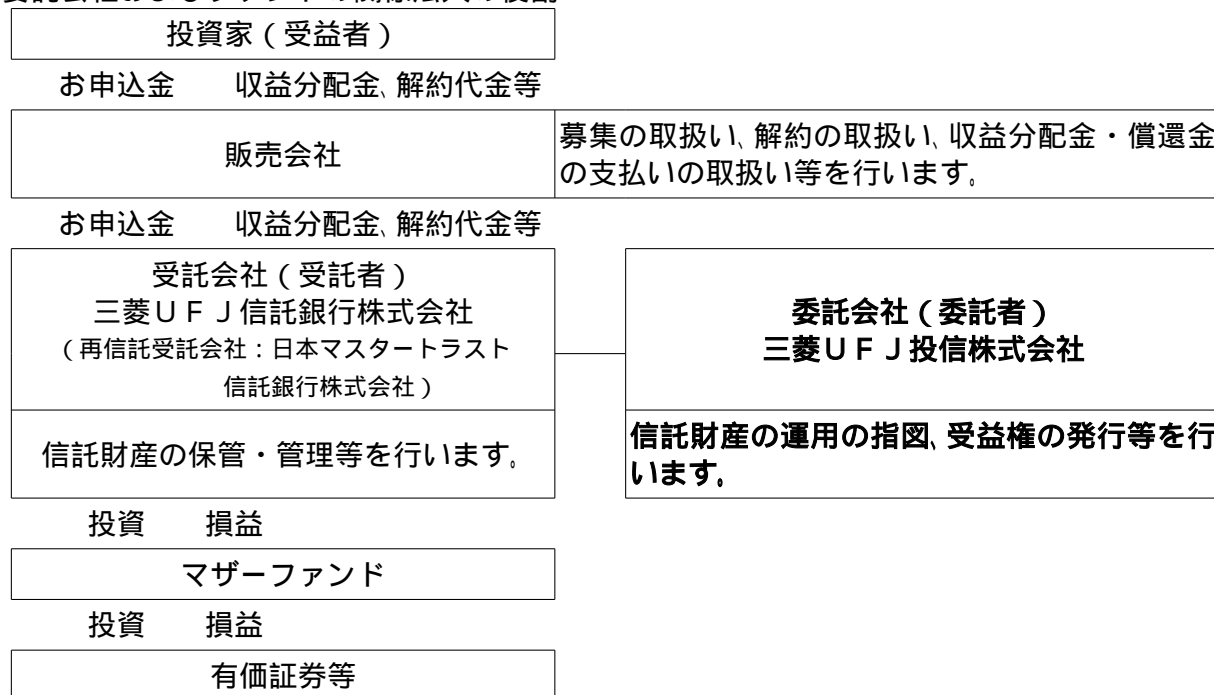 投資家（受益者）
お申込金　収益分配金、解約代金等
販売会社
募集の取扱い、解約の取扱い、収益分配金・償還金
の支払いの取扱い等を行います。
お申込金　収益分配金、解約代金等
受託会社（受託者）
三菱ＵＦＪ信託銀行株式会社
（再信託受託会社：日本マスタートラスト
信託銀行株式会社）
委託会社（委託者）
三菱ＵＦＪ投信株式会社
信託財産の保管・管理等を行います。
信託財産の運用の指図、受益権の発行等を行
います。
投資　損益
マザーファンド
投資　損益
有価証券等